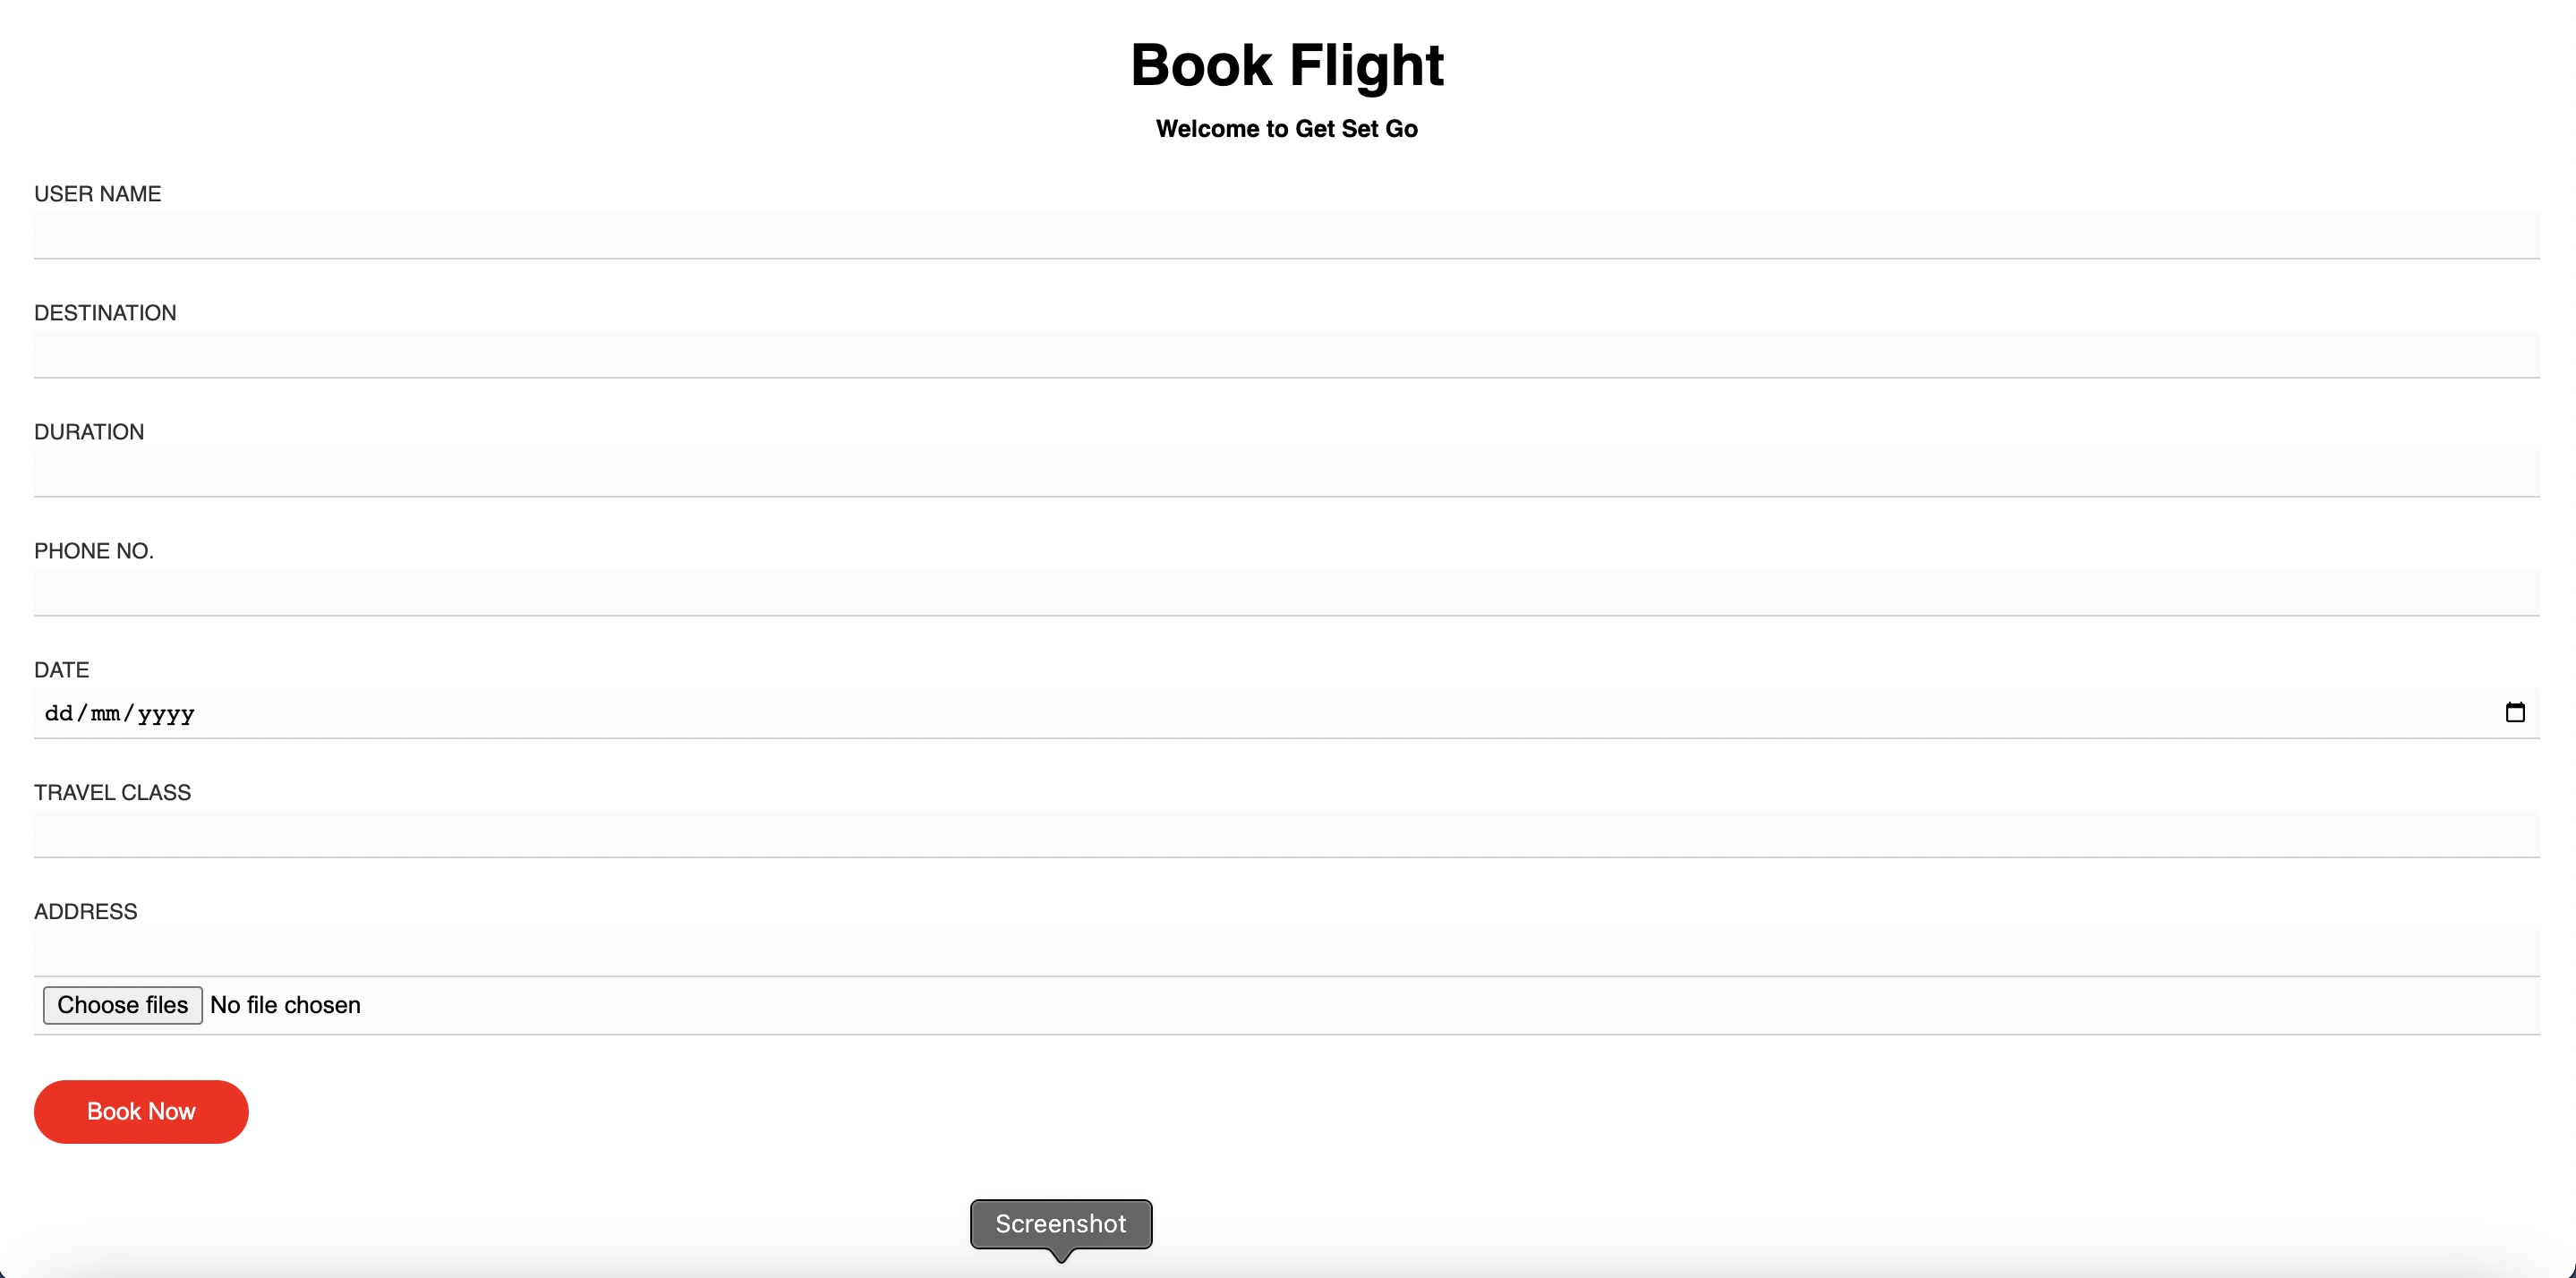 Book Flight
Welcome to Get Set Go
USER NAME
DESTINATION
DURATION
PHONE NO.
DATE
dd/mm/yyyy
TRAVEL CLASS
ADDRESS
Choose files No file chosen
Book Now
Screenshot